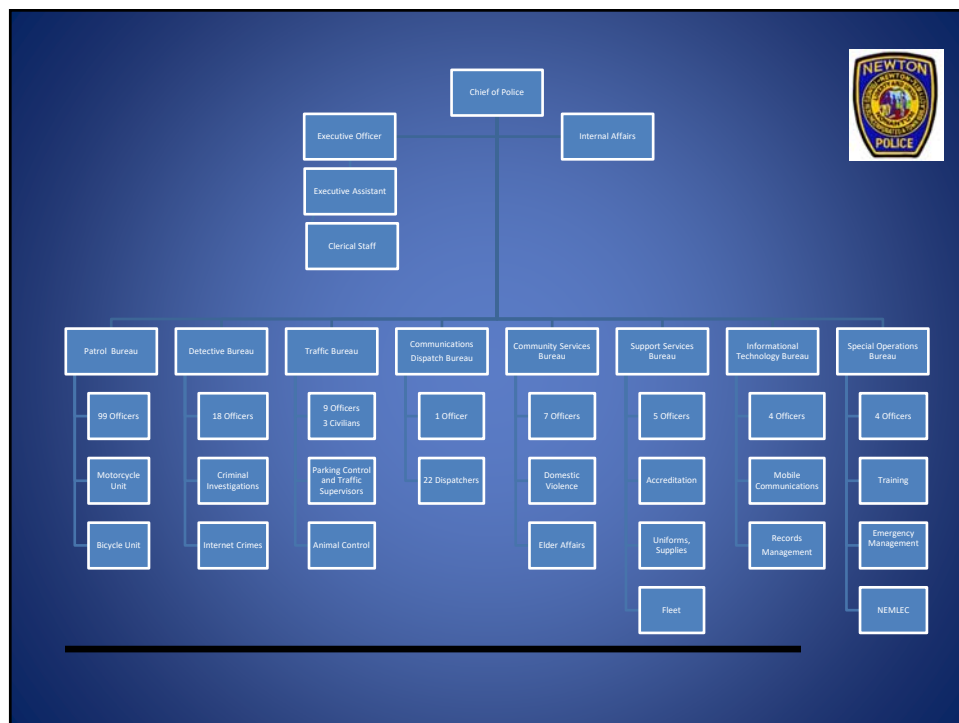 Chief of Police
NEWTON
POLICE
Executive Officer
Internal Affairs
Executive Assistant
Clerical Staff
Patrol Bureau
Detective Bureau
Traffic Bureau
Communications
Dispatch Bureau
Community Services
Bureau
Support Services
Bureau
Informational
Technology Bureau
Special Operations
Bureau
99 Officers
18 Officers
9 Officers
3 Civilians
1 Officer
7 Officers
5 Officers
4 Officers
4 Officers
Motorcycle
Unit
Criminal
Investigations
Parking Control
and Traffic
Supervisors
22 Dispatchers
Domestic
Violence
Accreditation
Mobile
Communications
Training
Bicycle Unit
Internet Crimes
Animal Control
Elder Affairs
Uniforms,
Supplies
Records
Management
Emergency
Management
Fleet
NEMLEC